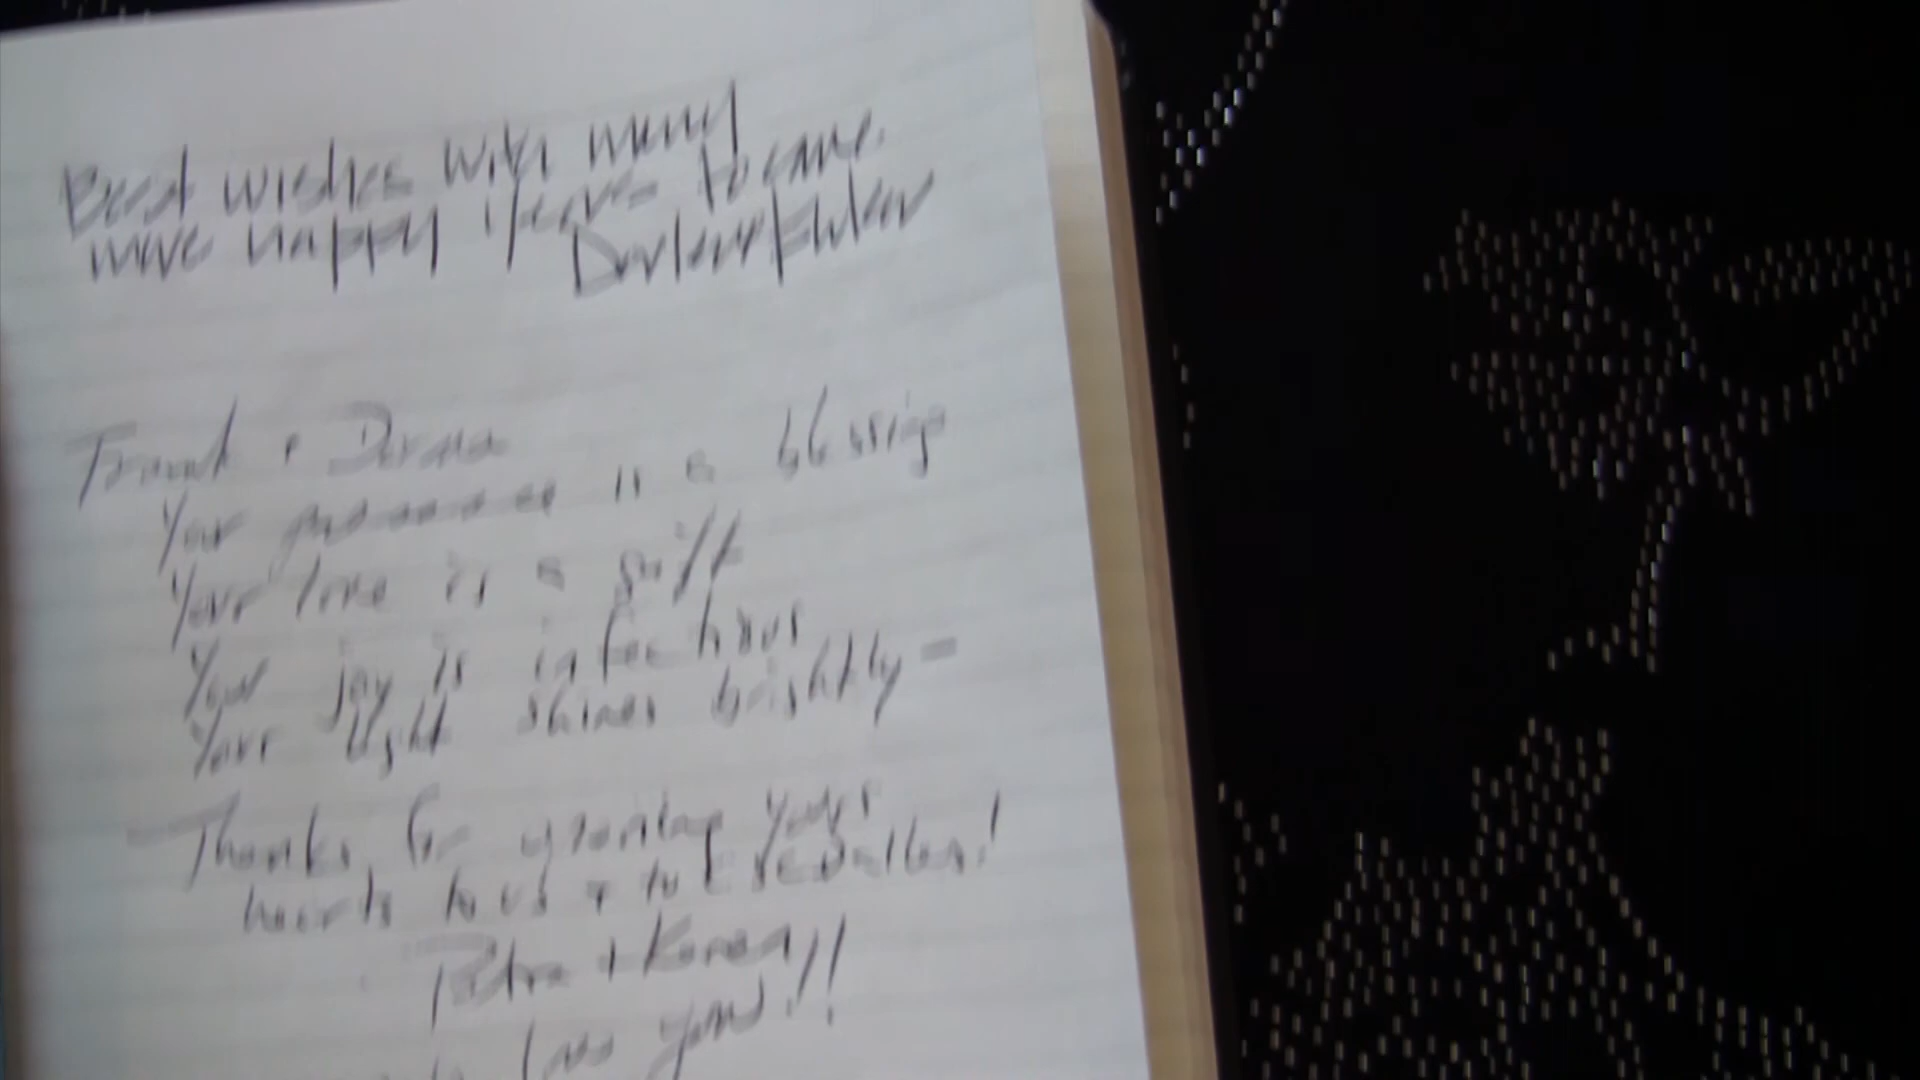 Best wishes with many
more happy years to come.
Frank + Donna
Your is a blessing
Your love is a gift
Your joy is infectious
Your light shines brightly -
Thanks for opening your
hearts to us + to
+ Karen
love you!!